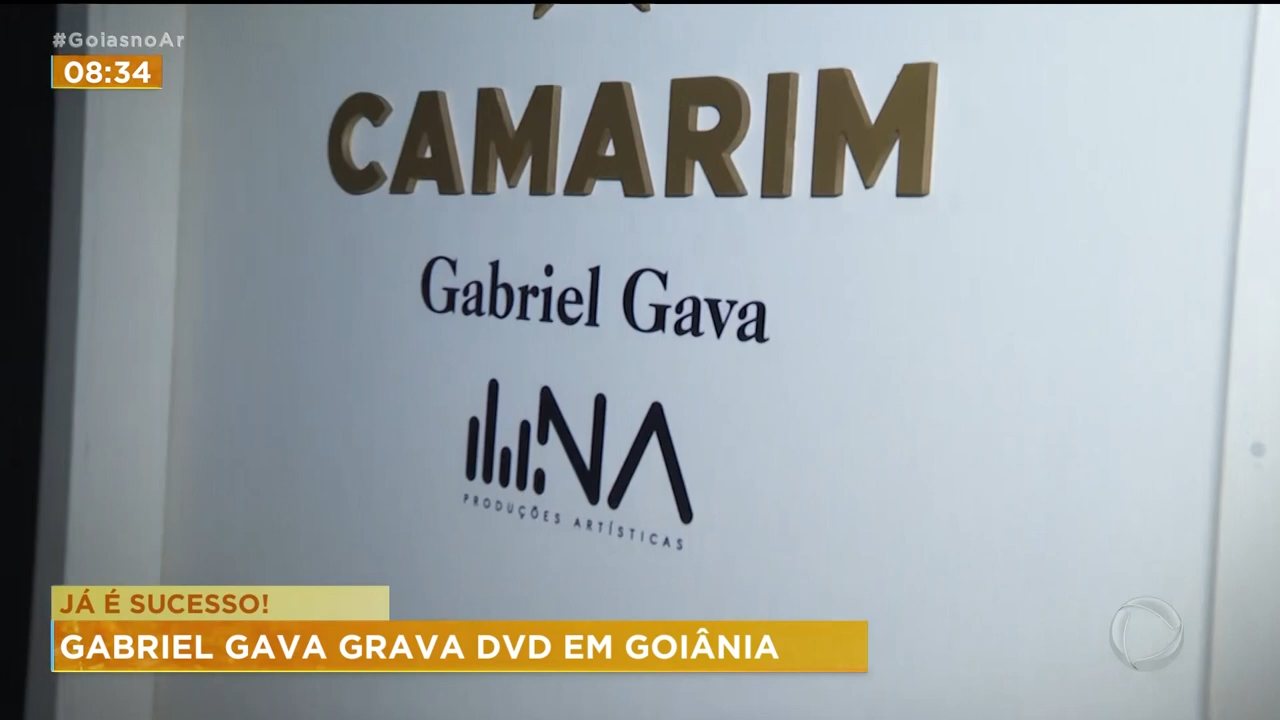 #GoiasnoAr
08:34
CAMARIM
Gabriel Gava
NA
PRODUÇÕES ARTÍSTICAS
JÁ É SUCESSO!
GABRIEL GAVA GRAVA DVD EM GOIÂNIA